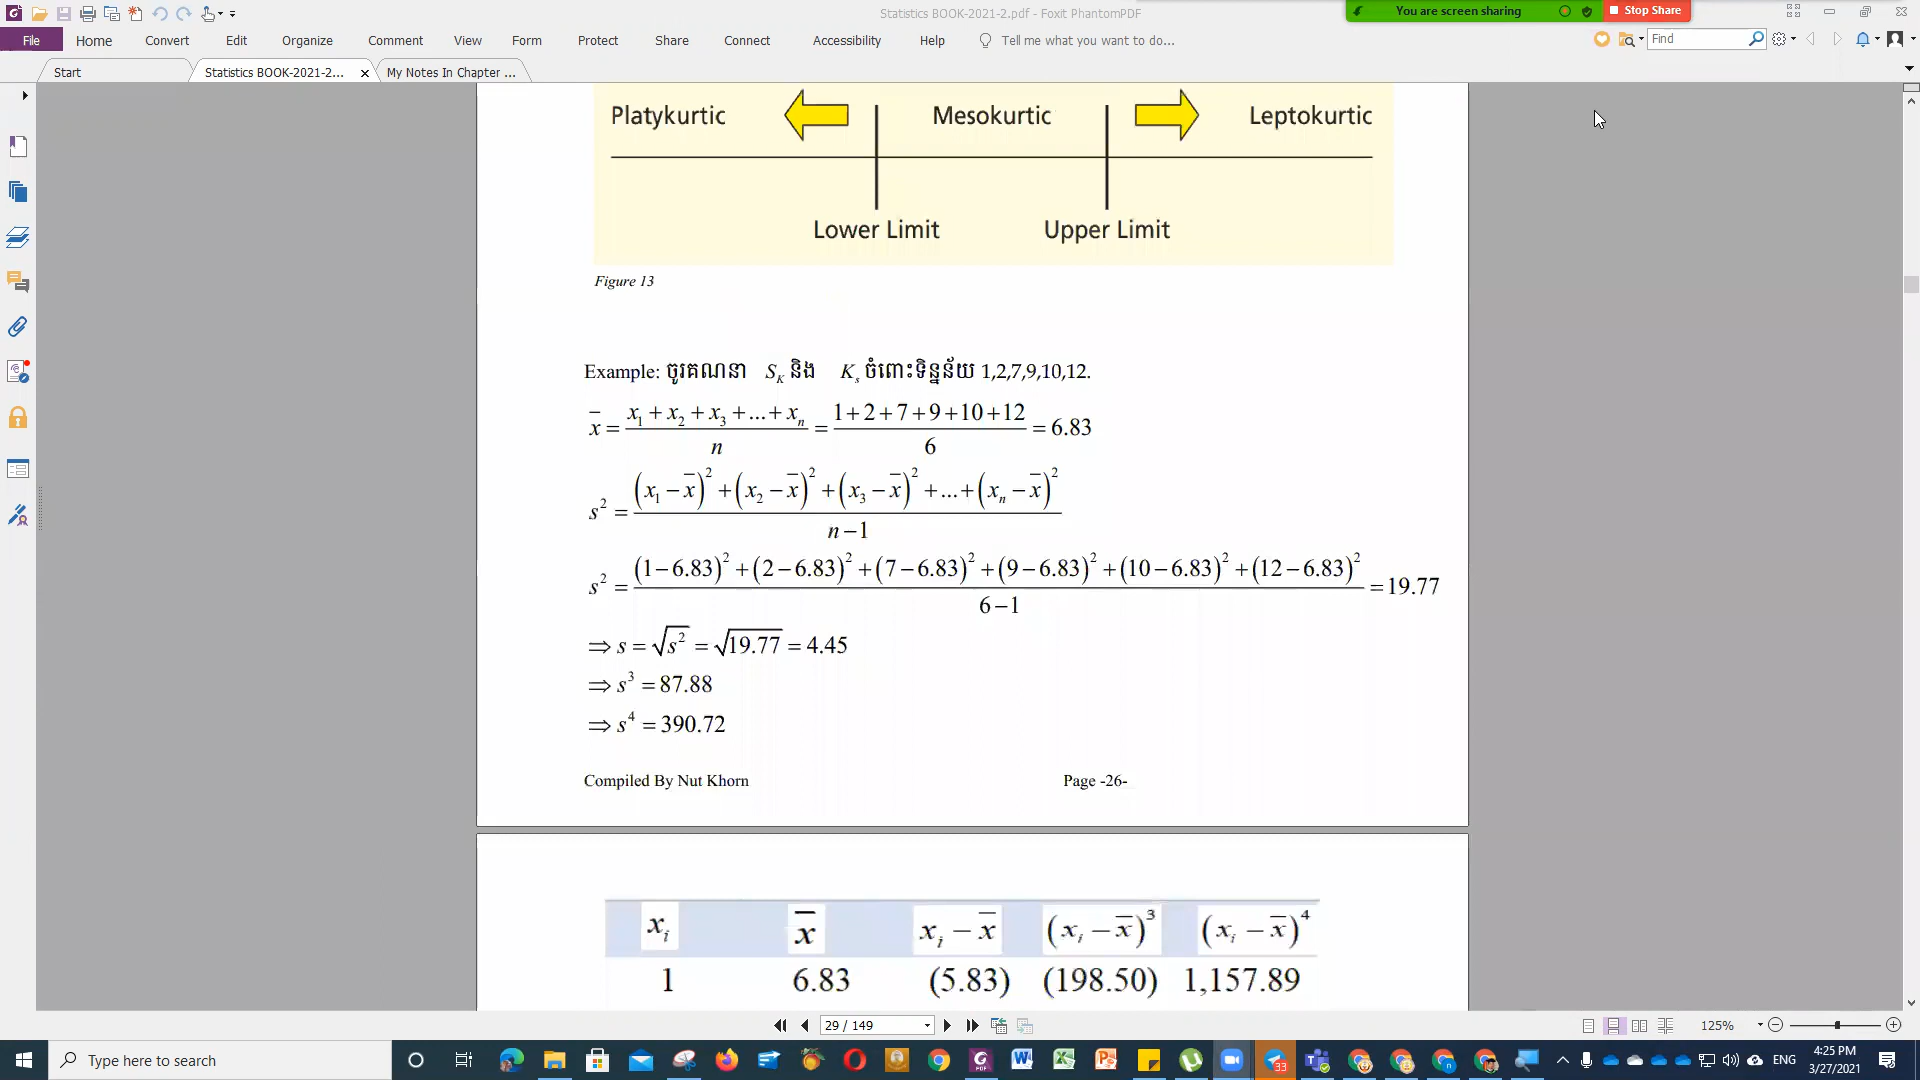 Statistics BOOK-2021-2.pdf - Foxit PhantomPDF
You are screen sharing
Stop Share
File Home Convert Edit Organize Comment View Form Protect Share Connect Accessibility Help Tell me what you want to do... Find
Start Statistics BOOK-2021-2... My Notes In Chapter ...
Platykurtic Mesokurtic Leptokurtic
Lower Limit Upper Limit
Figure 13
Example: ចូរគណនា S_K និង K_s ចំពោះទិន្នន័យ 1,2,7,9,10,12.
x̄ = (x₁ + x₂ + x₃ + ... + xₙ)/n = (1+2+7+9+10+12)/6 = 6.83
s² = ((x₁ − x̄)² + (x₂ − x̄)² + (x₃ − x̄)² + ... + (xₙ − x̄)²)/(n−1)
s² = ((1−6.83)² + (2−6.83)² + (7−6.83)² + (9−6.83)² + (10−6.83)² + (12−6.83)²)/(6−1) = 19.77
⇒ s = √s² = √19.77 = 4.45
⇒ s³ = 87.88
⇒ s⁴ = 390.72
Compiled By Nut Khorn Page -26-
xᵢ x̄ xᵢ − x̄ (xᵢ − x̄)³ (xᵢ − x̄)⁴
1 6.83 (5.83) (198.50) 1,157.89
29 / 149 125%
Type here to search
33
ENG
4:25 PM
3/27/2021